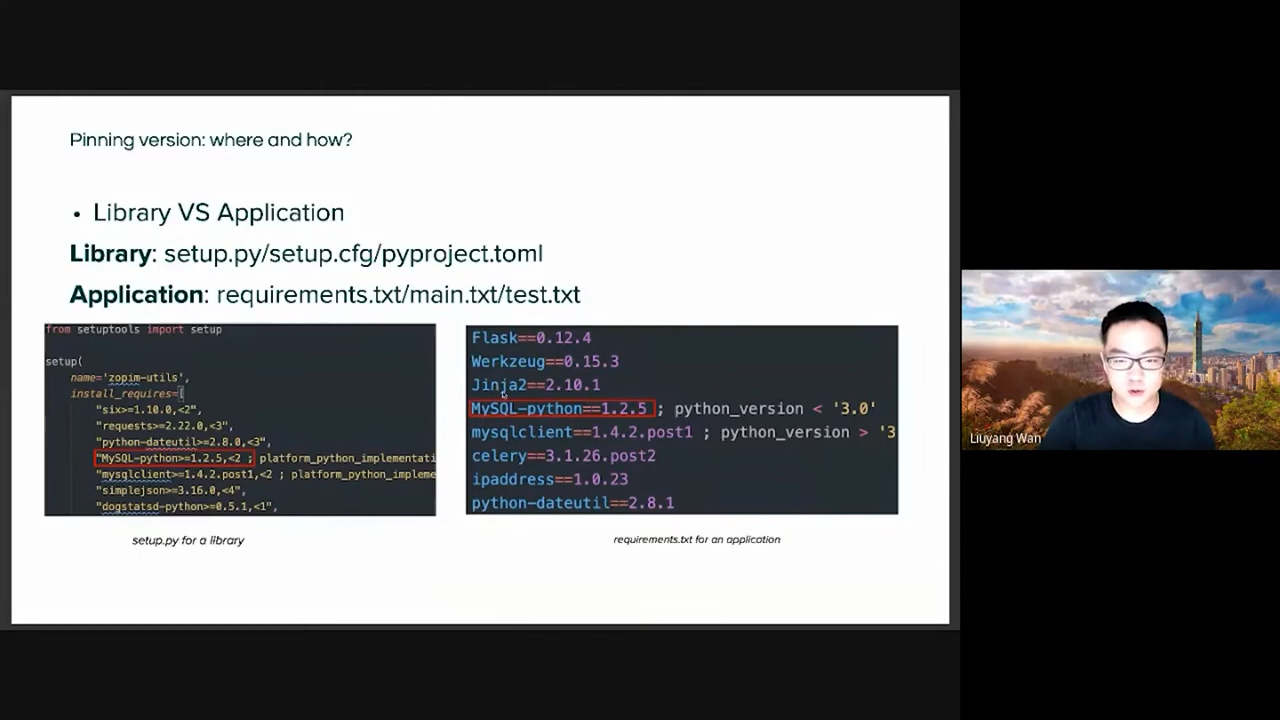 Pinning version: where and how?
• Library VS Application
Library: setup.py/setup.cfg/pyproject.toml
Application: requirements.txt/main.txt/test.txt
from setuptools import setup
setup(
name='zopim-utils',
install_requires=[
"six>=1.10.0,<2",
"requests>=2.22.0,<3",
"python-dateutil>=2.8.0,<3",
"MySQL-python>=1.2.5,<2 ; platform_python_implementati
"mysqlclient>=1.4.2.post1,<2 ; platform_python_impleme
"simplejson>=3.16.0,<4",
"dogstatsd-python>=0.5.1,<1",
setup.py for a library
Flask==0.12.4
Werkzeug==0.15.3
Jinja2==2.10.1
MySQL-python==1.2.5 ; python_version < '3.0'
mysqlclient==1.4.2.post1 ; python_version > '3
celery==3.1.26.post2
ipaddress==1.0.23
python-dateutil==2.8.1
requirements.txt for an application
Liuyang Wan